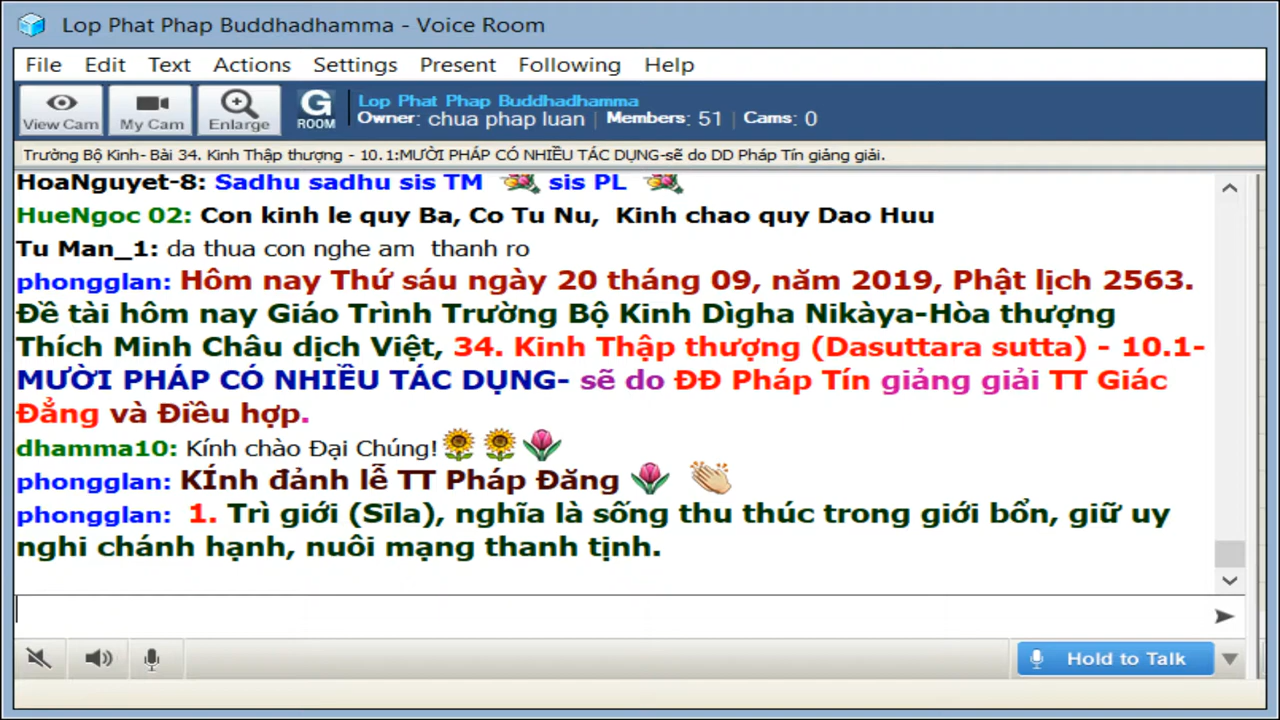 Lop Phat Phap Buddhadhamma - Voice Room
File Edit Text Actions Settings Present Following Help
View Cam My Cam Enlarge G ROOM
Lop Phat Phap Buddhadhamma
Owner: chua phap luan | Members: 51 | Cams: 0
Trường Bộ Kinh- Bài 34. Kinh Thập thượng - 10.1:MƯỜI PHÁP CÓ NHIỀU TÁC DỤNG-sẽ do DD Pháp Tín giảng giải.
HoaNguyet-8: Sadhu sadhu sis TM sis PL
HueNgoc 02: Con kinh le quy Ba, Co Tu Nu, Kinh chao quy Dao Huu
Tu Man_1: da thua con nghe am thanh ro
phongglan: Hôm nay Thứ sáu ngày 20 tháng 09, năm 2019, Phật lịch 2563.
Đề tài hôm nay Giáo Trình Trường Bộ Kinh Dìgha Nikàya-Hòa thượng
Thích Minh Châu dịch Việt, 34. Kinh Thập thượng (Dasuttara sutta) - 10.1-
MƯỜI PHÁP CÓ NHIỀU TÁC DỤNG- sẽ do ĐĐ Pháp Tín giảng giải TT Giác
Đẳng và Điều hợp.
dhamma10: Kính chào Đại Chúng!
phongglan: KÍnh đảnh lễ TT Pháp Đăng
phongglan: 1. Trì giới (Sīla), nghĩa là sống thu thúc trong giới bổn, giữ uy
nghi chánh hạnh, nuôi mạng thanh tịnh.
Hold to Talk